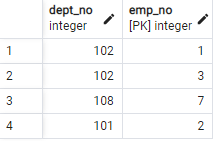 dept_no emp_no
integer [PK] integer
1 102 1
2 102 3
3 108 7
4 101 2